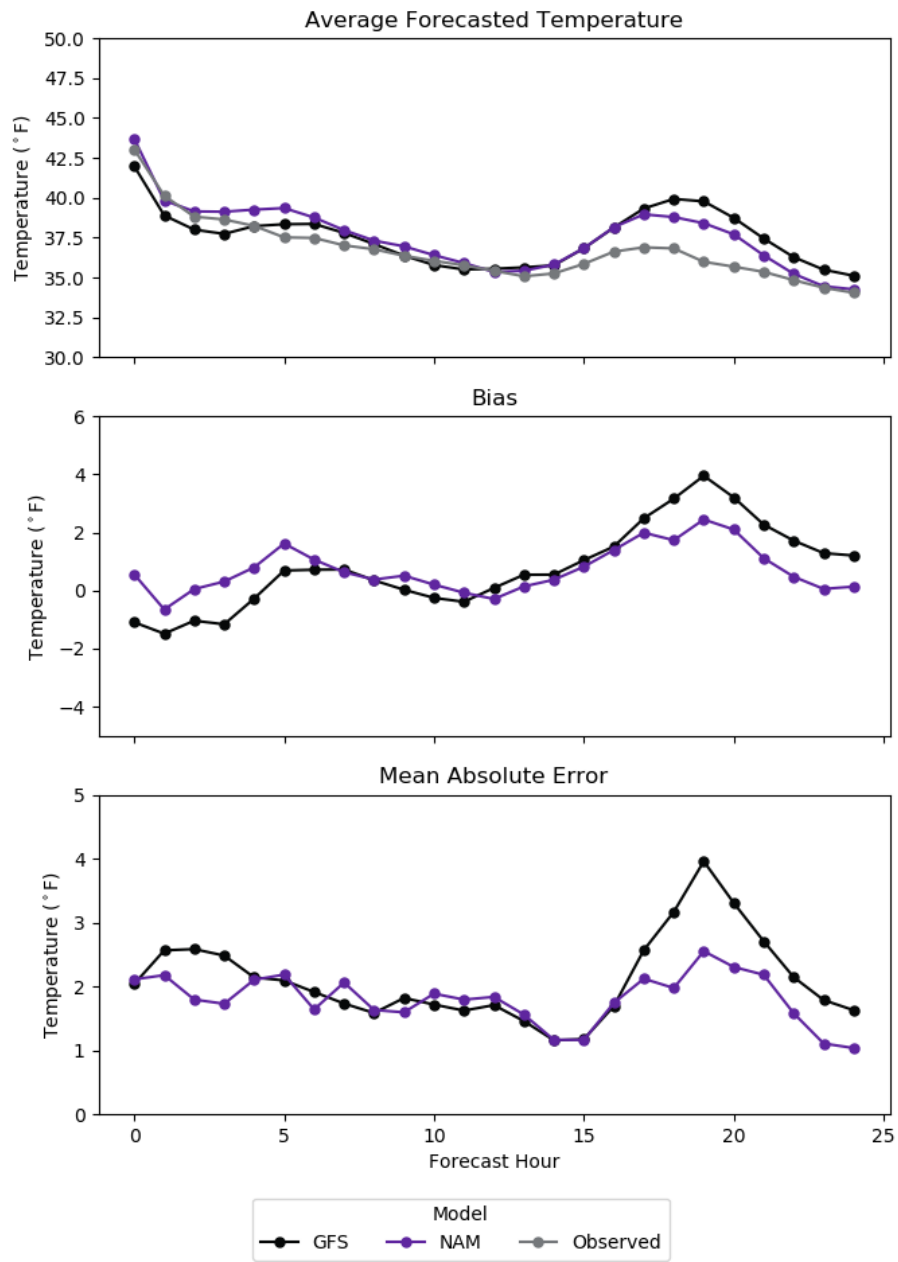 Average Forecasted Temperature
50.0
47.5
45.0
42.5
40.0
37.5
35.0
32.5
30.0
Temperature (°F)
Bias
6
4
2
0
−2
−4
Temperature (°F)
Mean Absolute Error
5
4
3
2
1
0
Temperature (°F)
0 5 10 15 20 25
Forecast Hour
Model
GFS NAM Observed